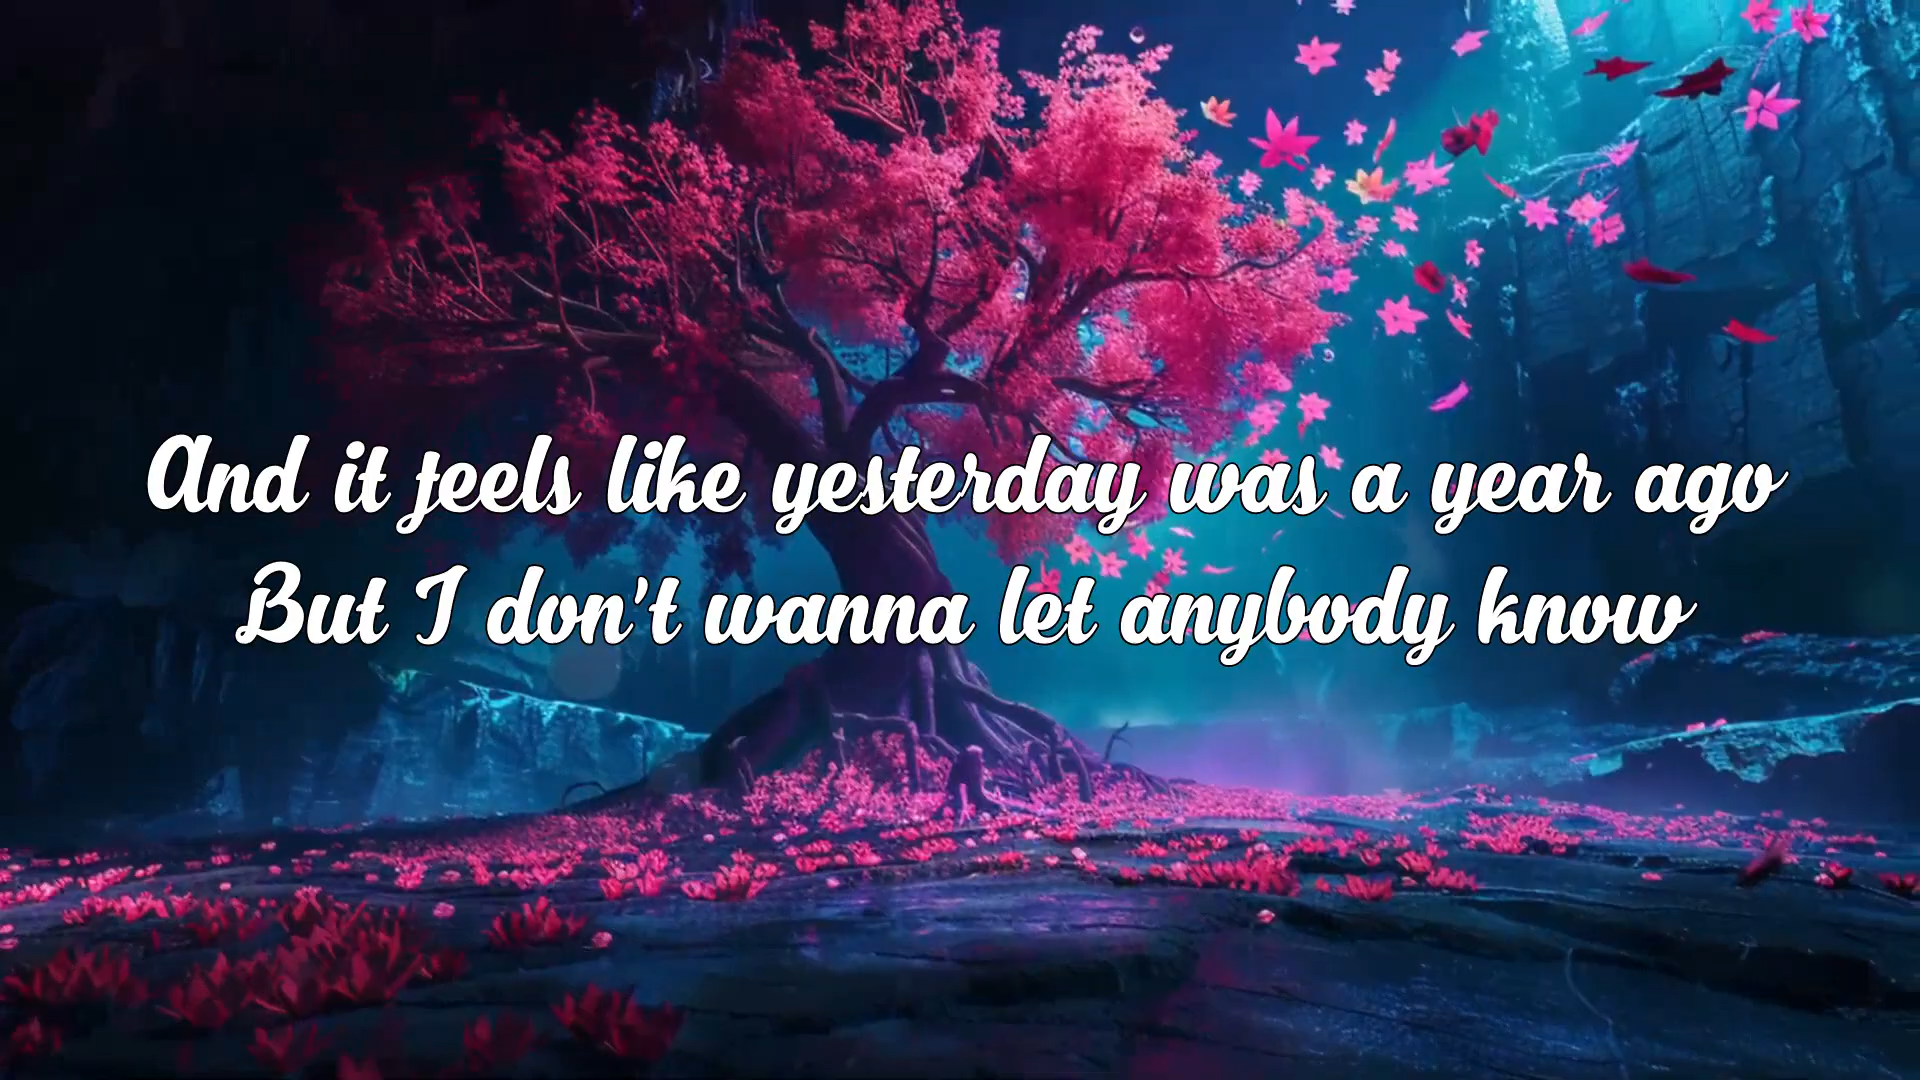 And it feels like yesterday was a year ago
But I don't wanna let anybody know